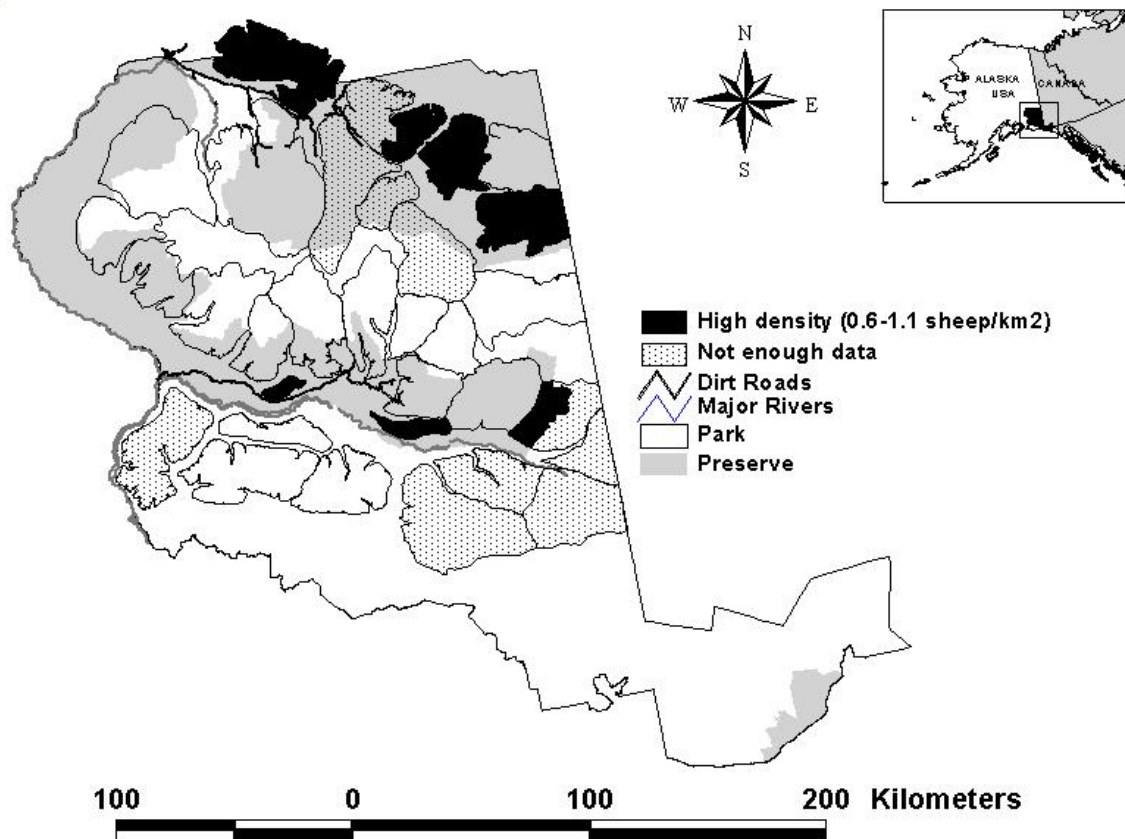 N
W E
S
ALASKA
USA
CANADA
High density (0.6-1.1 sheep/km2)
Not enough data
Dirt Roads
Major Rivers
Park
Preserve
100 0 100 200 Kilometers